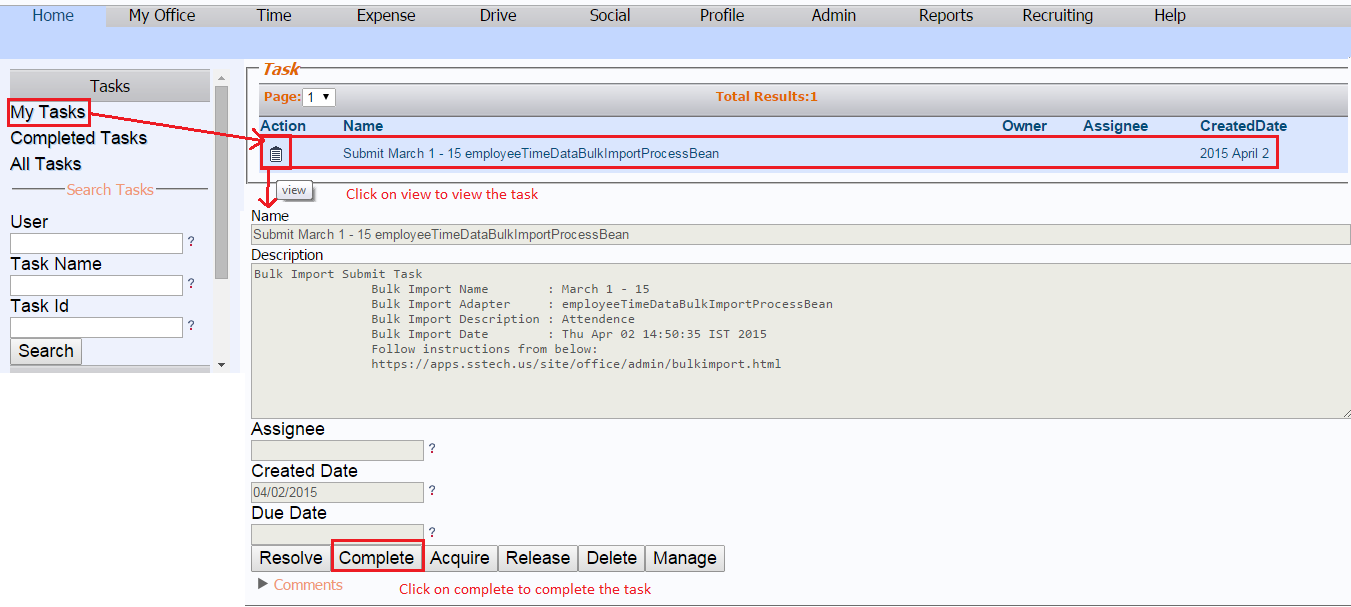 Home My Office Time Expense Drive Social Profile Admin Reports Recruiting Help
Tasks
My Tasks
Completed Tasks
All Tasks
Search Tasks
User
?
Task Name
?
Task Id
?
Search
Task
Page: 1 ▼ Total Results:1
Action Name Owner Assignee CreatedDate
Submit March 1 - 15 employeeTimeDataBulkImportProcessBean 2015 April 2
view Click on view to view the task
Name
Submit March 1 - 15 employeeTimeDataBulkImportProcessBean
Description
Bulk Import Submit Task
Bulk Import Name : March 1 - 15
Bulk Import Adapter : employeeTimeDataBulkImportProcessBean
Bulk Import Description : Attendence
Bulk Import Date : Thu Apr 02 14:50:35 IST 2015
Follow instructions from below:
https://apps.sstech.us/site/office/admin/bulkimport.html
Assignee
?
Created Date
04/02/2015 ?
Due Date
?
Resolve Complete Acquire Release Delete Manage
Comments Click on complete to complete the task